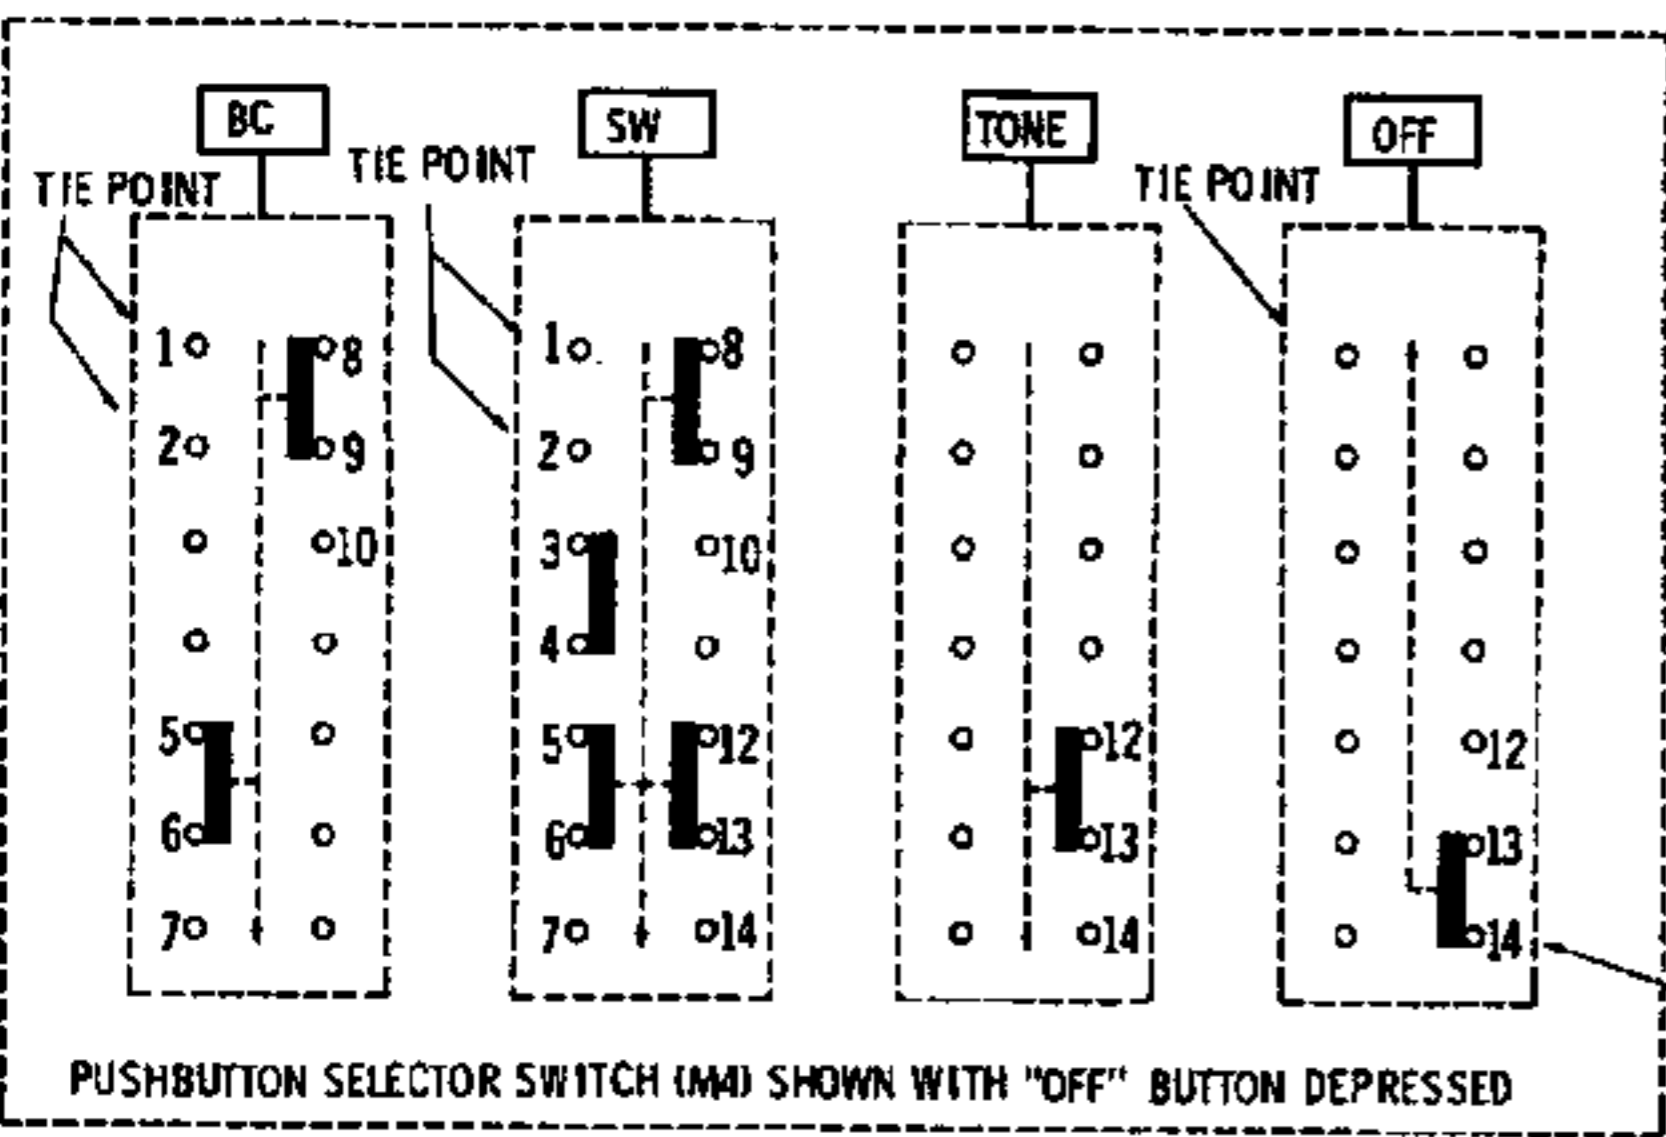 BC
SW
TONE
OFF
TIE POINT
TIE POINT
TIE POINT
1 8
2 9
10
5
6
7
1 8
2 9
3 10
4
5 12
6 13
7 14
12
13
14
12
13
14
PUSHBUTTON SELECTOR SWITCH (M4) SHOWN WITH "OFF" BUTTON DEPRESSED